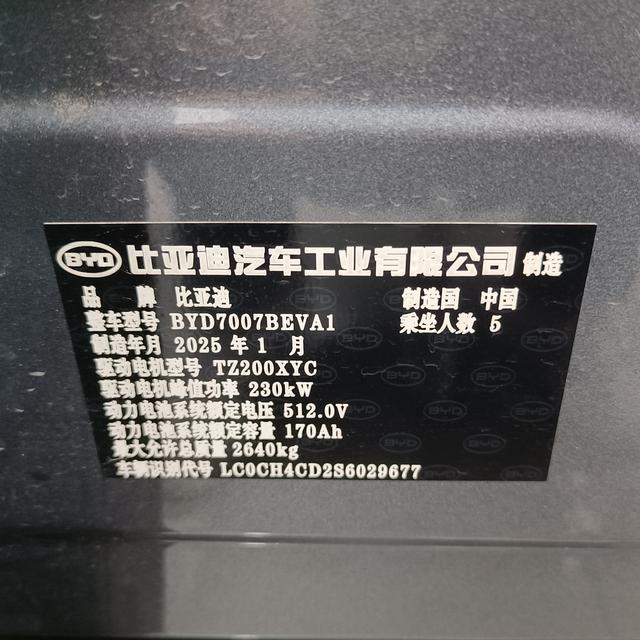 BYD 比亚迪汽车工业有限公司 制造
品 牌 比亚迪 制造国 中国
整车型号 BYD7007BEVA1 乘坐人数 5
制造年月 2025 年 1 月
驱动电机型号 TZ200XYC
驱动电机峰值功率 230kW
动力电池系统额定电压 512.0V
动力电池系统额定容量 170Ah
最大允许总质量 2640kg
车辆识别代号 LC0CH4CD2S6029677